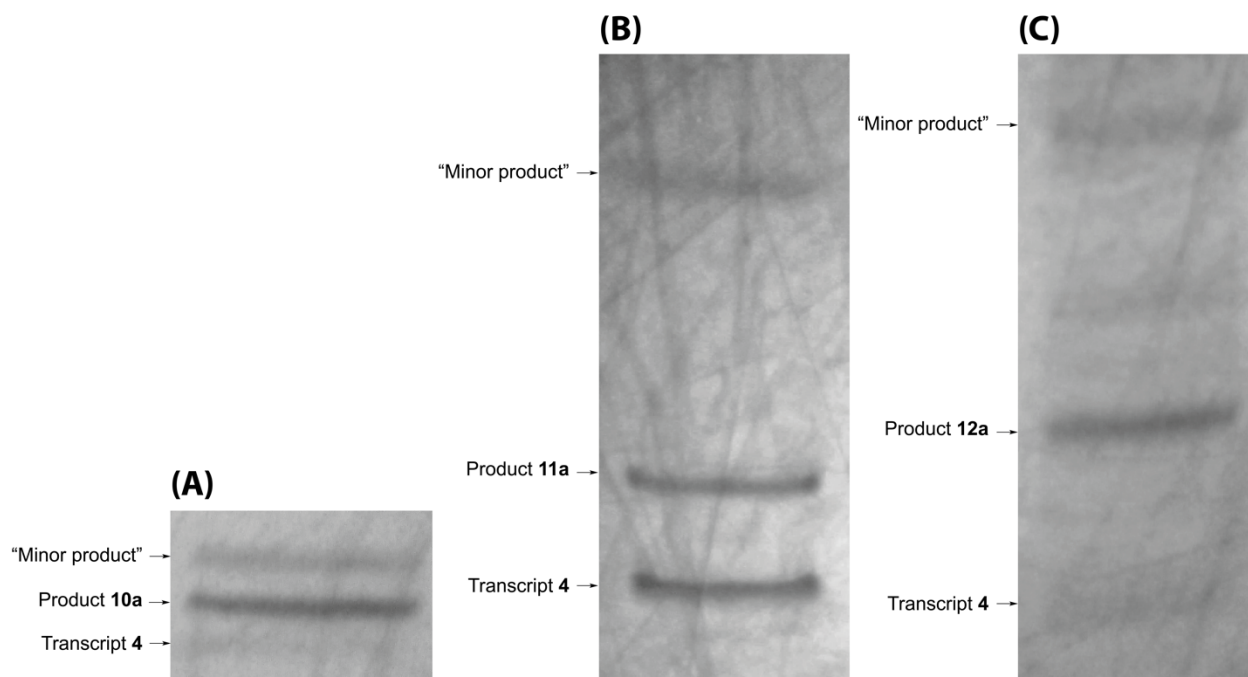 (A)
"Minor product"
Product 10a
Transcript 4
(B)
"Minor product"
Product 11a
Transcript 4
(C)
"Minor product"
Product 12a
Transcript 4